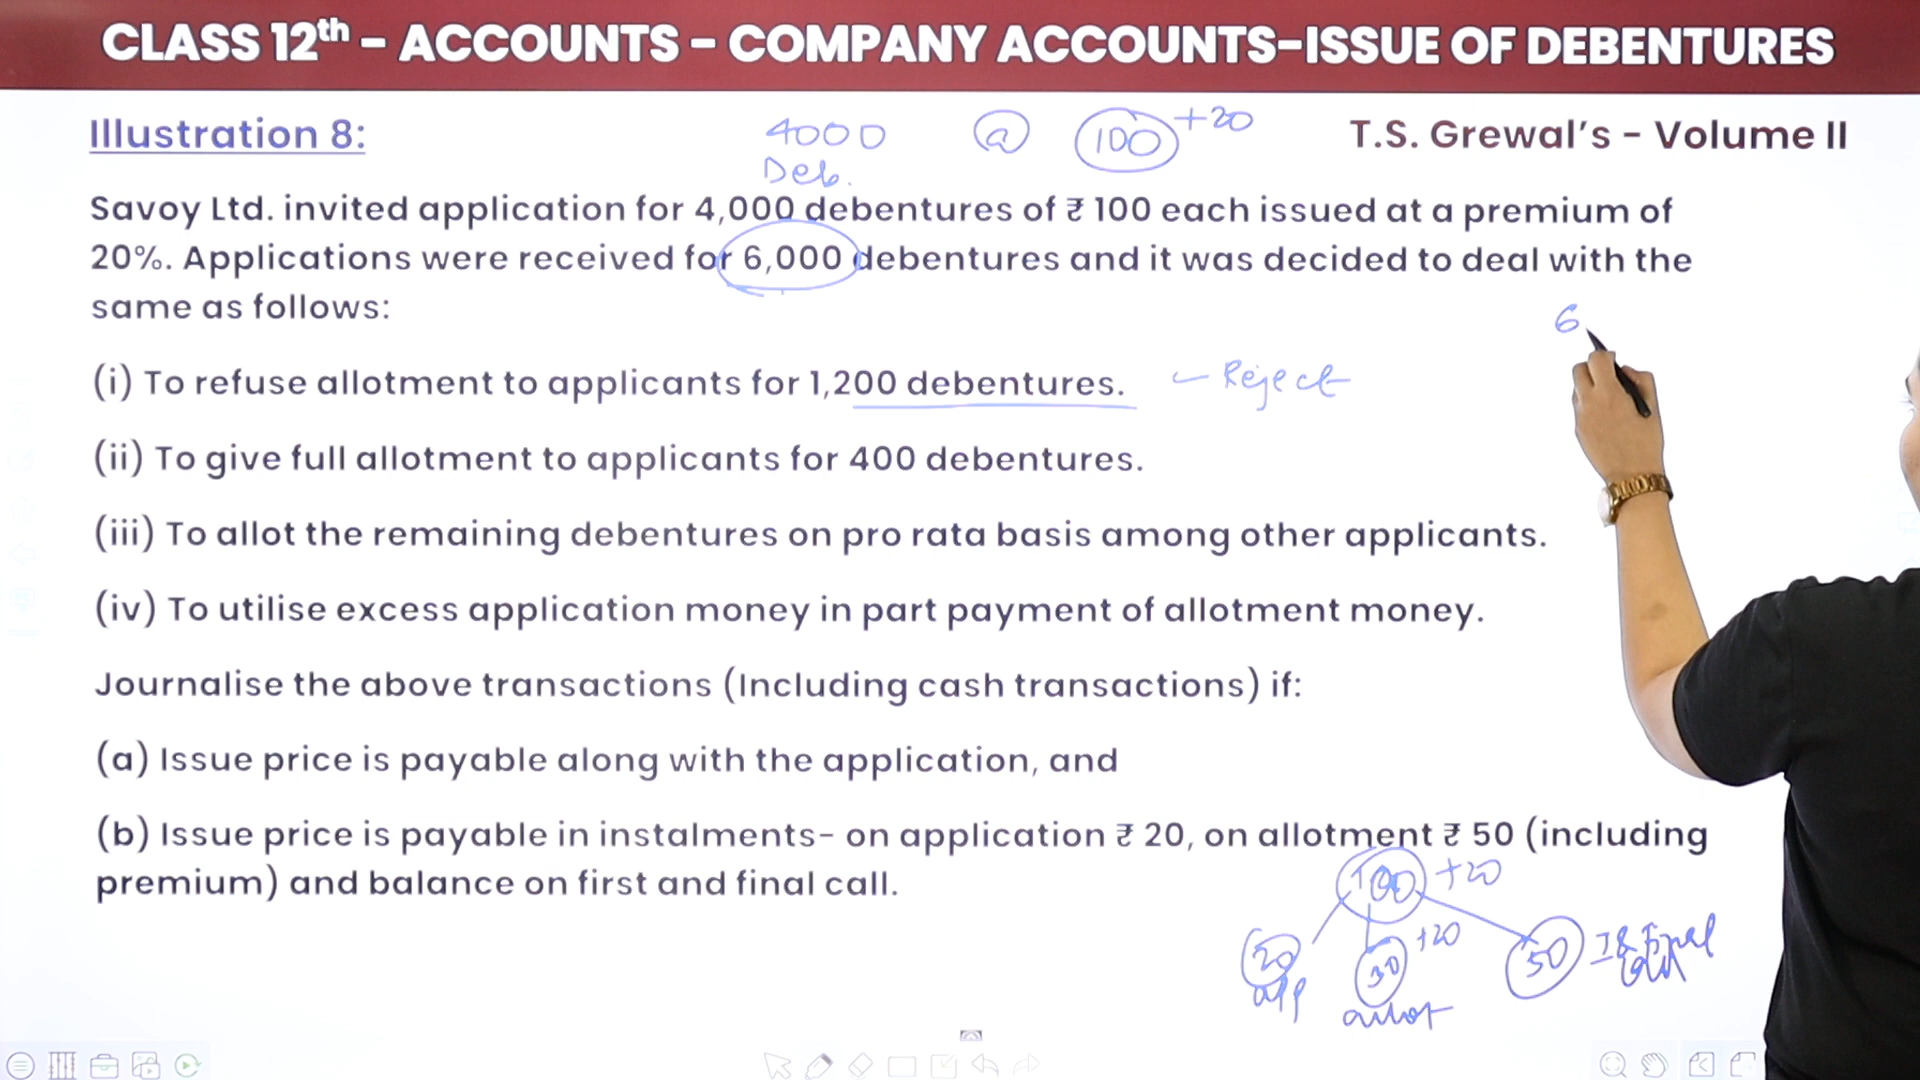 CLASS 12th - ACCOUNTS - COMPANY ACCOUNTS-ISSUE OF DEBENTURES
Illustration 8:
4000 @ 100 +20
Deb.
T.S. Grewal's - Volume II
Savoy Ltd. invited application for 4,000 debentures of ₹ 100 each issued at a premium of
20%. Applications were received for 6,000 debentures and it was decided to deal with the
same as follows:
6
(i) To refuse allotment to applicants for 1,200 debentures. - Reject
(ii) To give full allotment to applicants for 400 debentures.
(iii) To allot the remaining debentures on pro rata basis among other applicants.
(iv) To utilise excess application money in part payment of allotment money.
Journalise the above transactions (Including cash transactions) if:
(a) Issue price is payable along with the application, and
(b) Issue price is payable in instalments- on application ₹ 20, on allotment ₹ 50 (including
premium) and balance on first and final call.
100 +20
20 30 +20 50 I & Final
app allot call